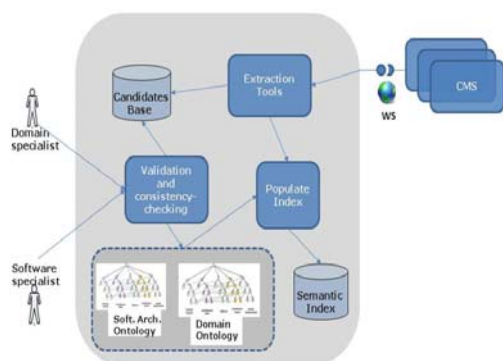 Extraction
Tools
CMS
WS
Candidates
Base
Domain
specialist
Validation
and
consistency-
checking
Populate
Index
Software
specialist
Soft. Arch.
Ontology
Domain
Ontology
Semantic
Index